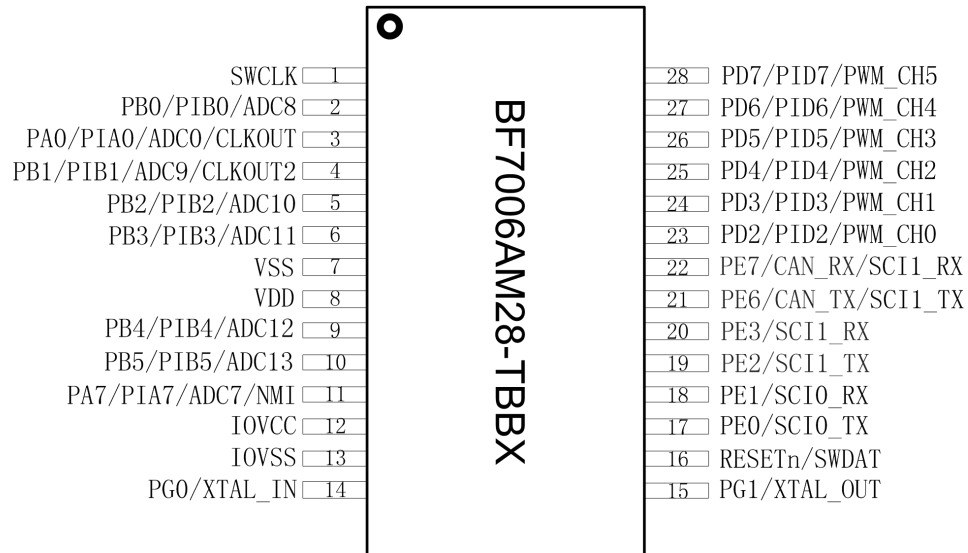 SWCLK 1
PB0/PIB0/ADC8 2
PA0/PIA0/ADC0/CLKOUT 3
PB1/PIB1/ADC9/CLKOUT2 4
PB2/PIB2/ADC10 5
PB3/PIB3/ADC11 6
VSS 7
VDD 8
PB4/PIB4/ADC12 9
PB5/PIB5/ADC13 10
PA7/PIA7/ADC7/NMI 11
IOVCC 12
IOVSS 13
PG0/XTAL_IN 14
BF7006AM28-TBBX
28 PD7/PID7/PWM_CH5
27 PD6/PID6/PWM_CH4
26 PD5/PID5/PWM_CH3
25 PD4/PID4/PWM_CH2
24 PD3/PID3/PWM_CH1
23 PD2/PID2/PWM_CH0
22 PE7/CAN_RX/SCI1_RX
21 PE6/CAN_TX/SCI1_TX
20 PE3/SCI1_RX
19 PE2/SCI1_TX
18 PE1/SCI0_RX
17 PE0/SCI0_TX
16 RESETn/SWDAT
15 PG1/XTAL_OUT